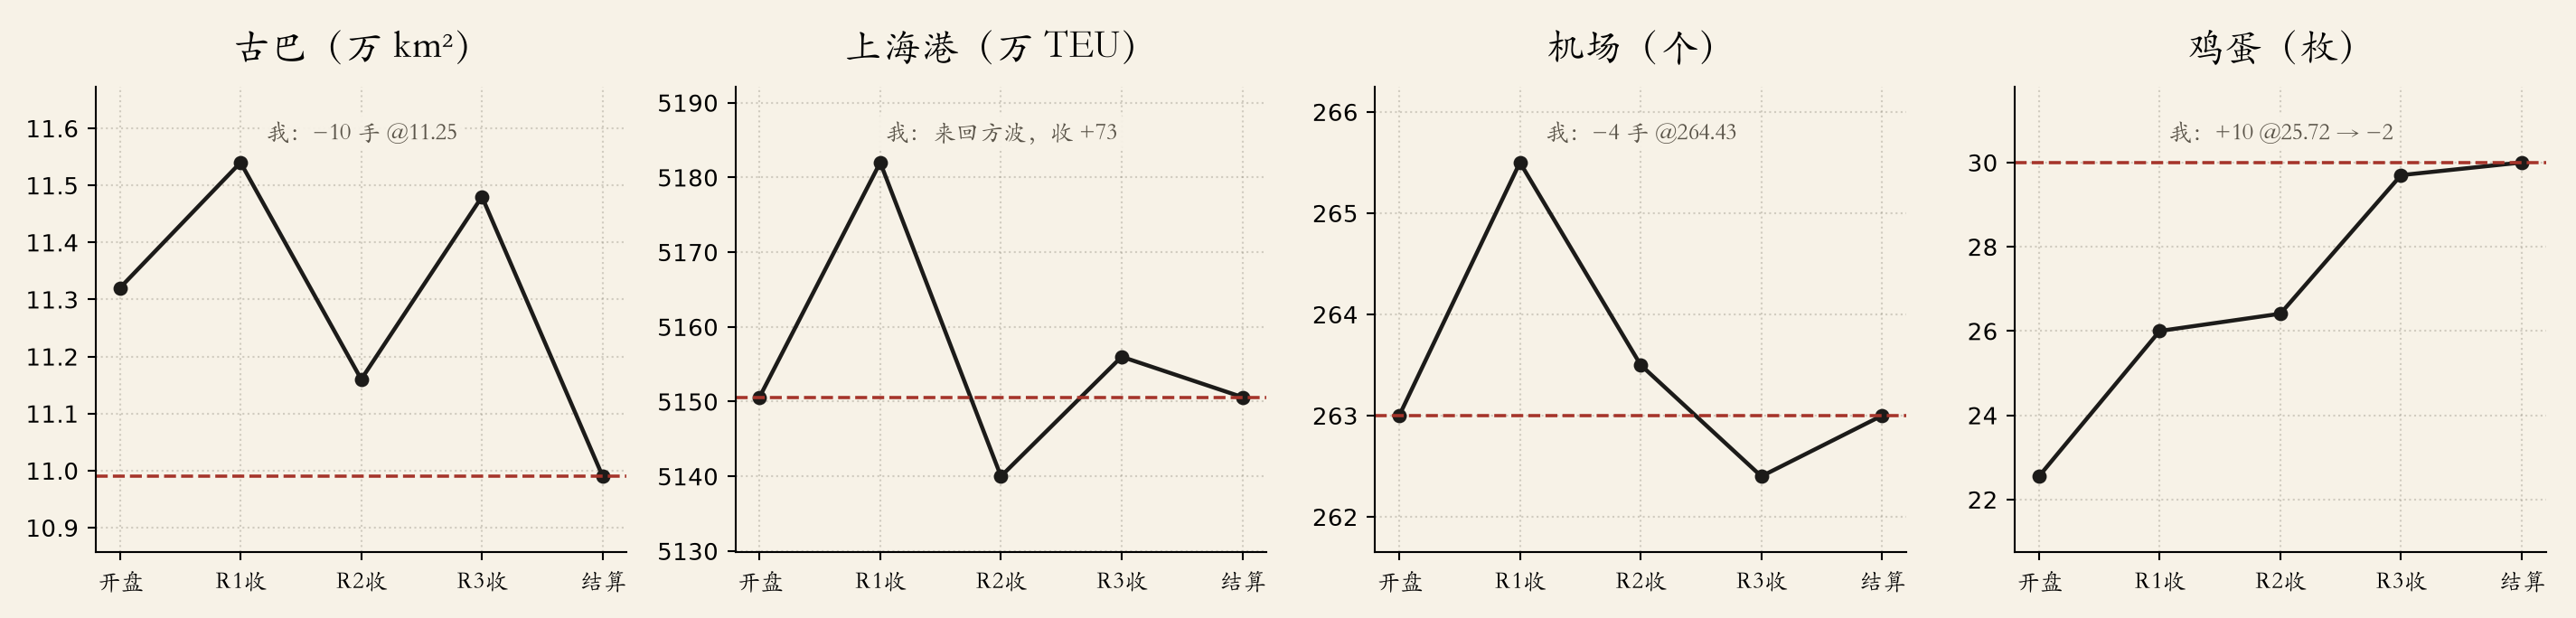 古巴（万 km²）
11.6
11.5
11.4
11.3
11.2
11.1
11.0
10.9
我：−10 手 @11.25
开盘 R1收 R2收 R3收 结算
上海港（万 TEU）
5190
5180
5170
5160
5150
5140
5130
我：来回方波，收 +73
开盘 R1收 R2收 R3收 结算
机场（个）
266
265
264
263
262
我：−4 手 @264.43
开盘 R1收 R2收 R3收 结算
鸡蛋（枚）
30
28
26
24
22
我：+10 @25.72 → −2
开盘 R1收 R2收 R3收 结算